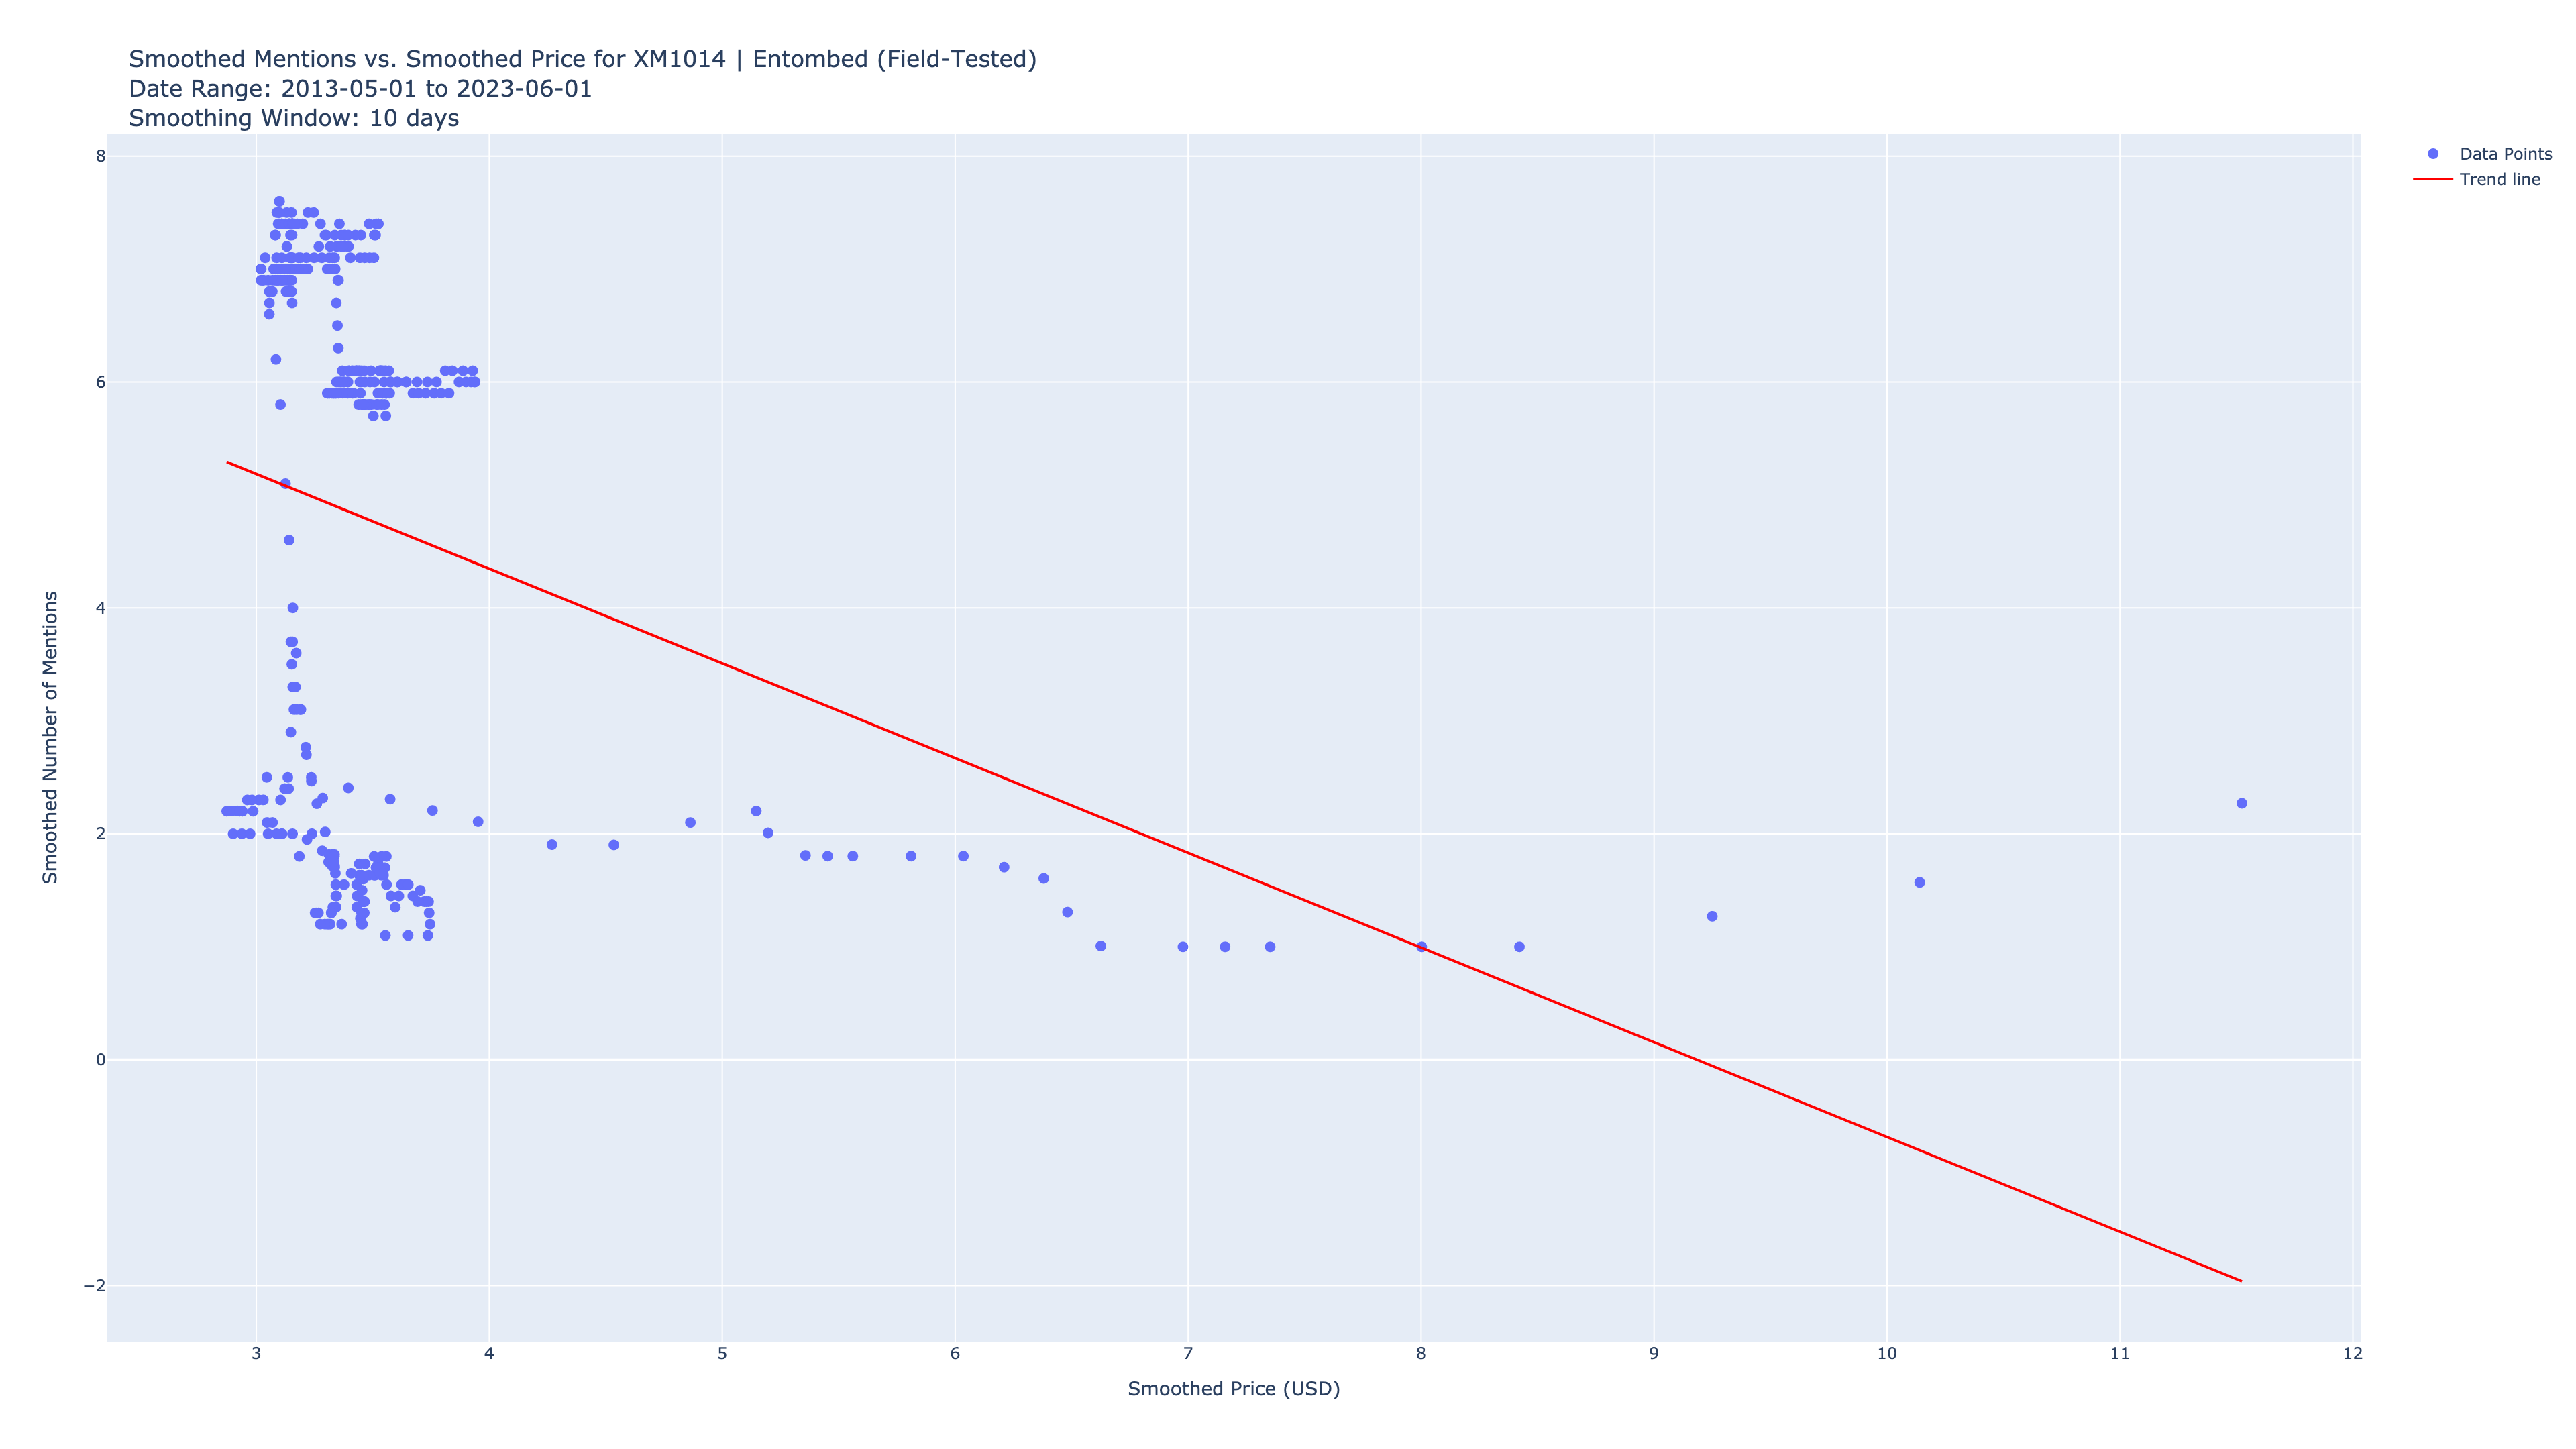 Smoothed Mentions vs. Smoothed Price for XM1014 | Entombed (Field-Tested)
Date Range: 2013-05-01 to 2023-06-01
Smoothing Window: 10 days
Data Points
Trend line
8
6
4
2
0
−2
Smoothed Number of Mentions
3
4
5
6
7
8
9
10
11
12
Smoothed Price (USD)